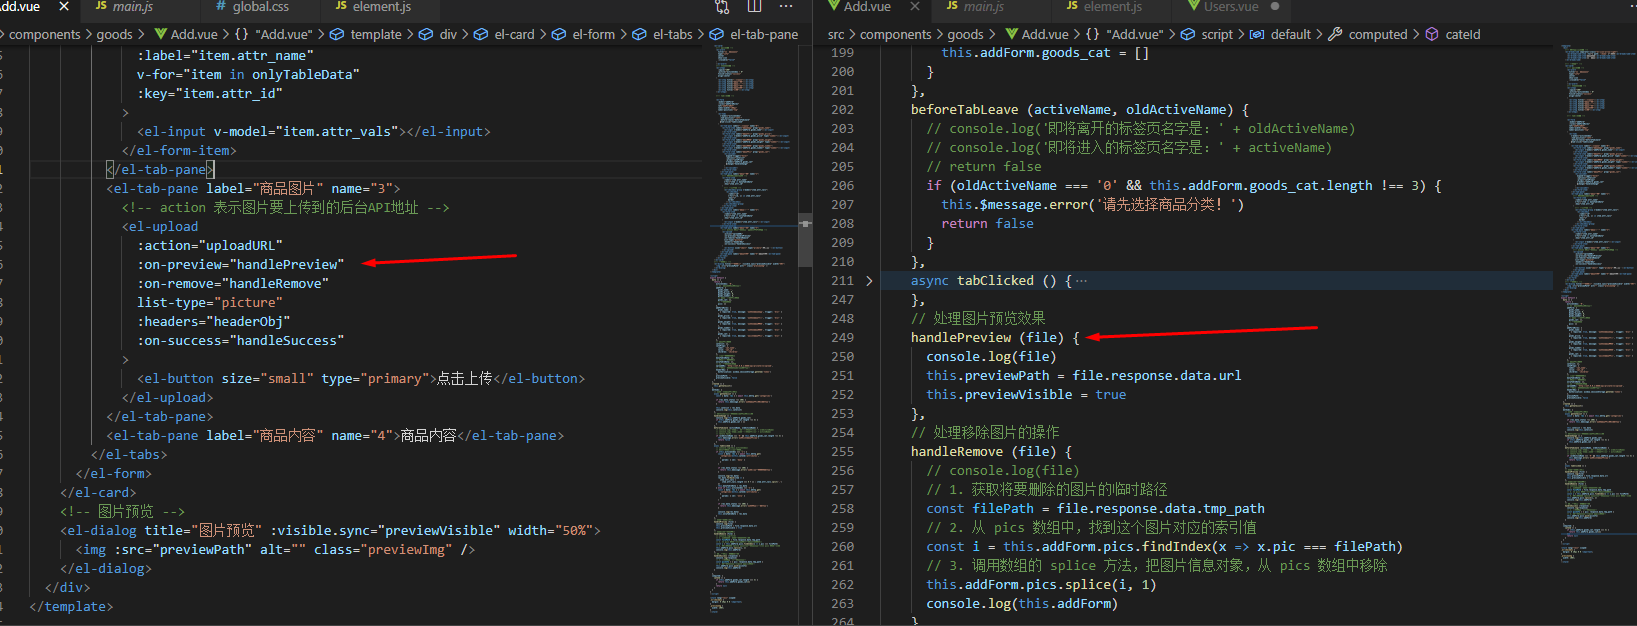 Add.vue JS main.js # global.css JS element.js
components > goods > Add.vue > {} "Add.vue" > template > div > el-card > el-form > el-tabs > el-tab-pane
:label="item.attr_name"
v-for="item in onlyTableData"
:key="item.attr_id"
>
<el-input v-model="item.attr_vals"></el-input>
</el-form-item>
</el-tab-pane>
<el-tab-pane label="商品图片" name="3">
<!-- action 表示图片要上传到的后台API地址 -->
<el-upload
:action="uploadURL"
:on-preview="handlePreview"
:on-remove="handleRemove"
list-type="picture"
:headers="headerObj"
:on-success="handleSuccess"
>
<el-button size="small" type="primary">点击上传</el-button>
</el-upload>
</el-tab-pane>
<el-tab-pane label="商品内容" name="4">商品内容</el-tab-pane>
</el-tabs>
</el-form>
</el-card>
<!-- 图片预览 -->
<el-dialog title="图片预览" :visible.sync="previewVisible" width="50%">
<img :src="previewPath" alt="" class="previewImg" />
</el-dialog>
</div>
</template>
Add.vue JS main.js JS element.js Users.vue
src > components > goods > Add.vue > {} "Add.vue" > script > default > computed > cateId
199 this.addForm.goods_cat = []
200 }
201 },
202 beforeTabLeave (activeName, oldActiveName) {
203 // console.log('即将离开的标签页名字是：' + oldActiveName)
204 // console.log('即将进入的标签页名字是：' + activeName)
205 // return false
206 if (oldActiveName === '0' && this.addForm.goods_cat.length !== 3) {
207 this.$message.error('请先选择商品分类！')
208 return false
209 }
210 },
211 async tabClicked () {…
247 },
248 // 处理图片预览效果
249 handlePreview (file) {
250 console.log(file)
251 this.previewPath = file.response.data.url
252 this.previewVisible = true
253 },
254 // 处理移除图片的操作
255 handleRemove (file) {
256 // console.log(file)
257 // 1. 获取将要删除的图片的临时路径
258 const filePath = file.response.data.tmp_path
259 // 2. 从 pics 数组中，找到这个图片对应的索引值
260 const i = this.addForm.pics.findIndex(x => x.pic === filePath)
261 // 3. 调用数组的 splice 方法，把图片信息对象，从 pics 数组中移除
262 this.addForm.pics.splice(i, 1)
263 console.log(this.addForm)
264 }